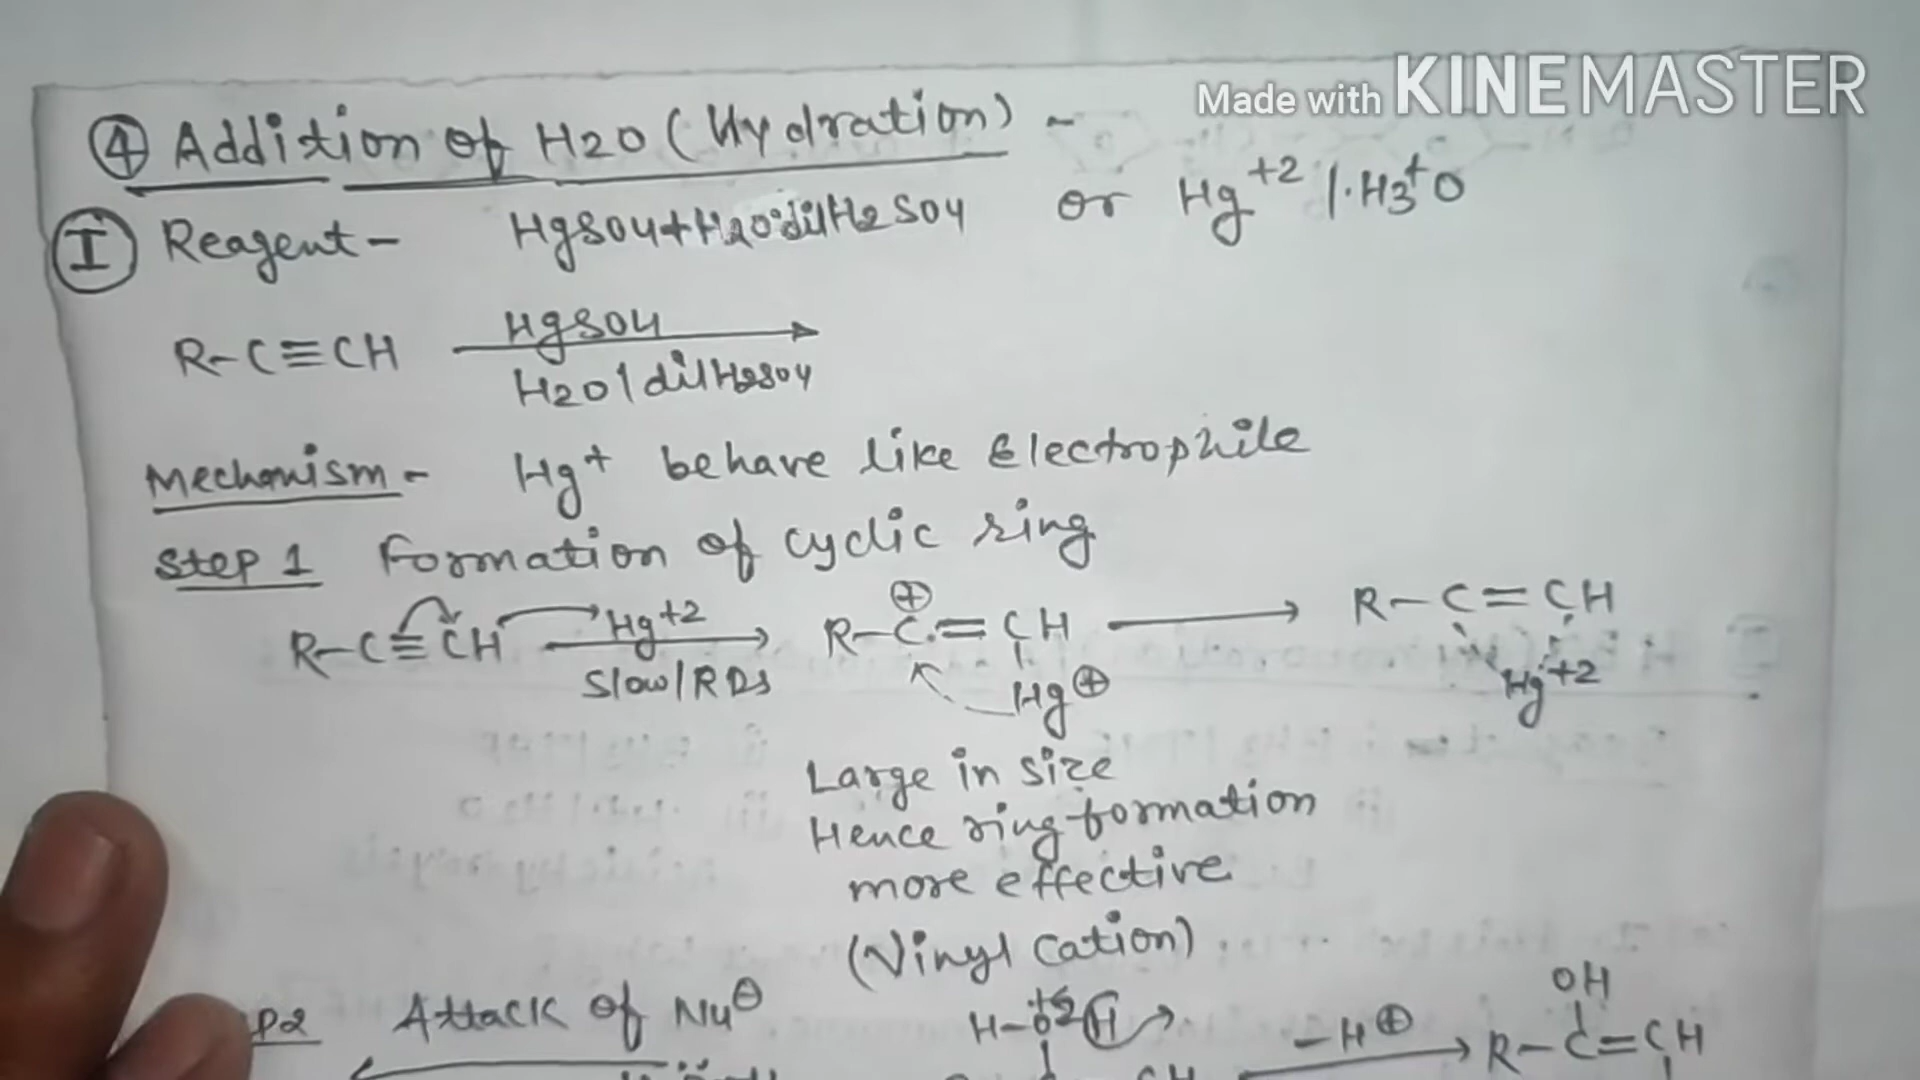 Made with KINEMASTER
④ Addition of H2O (Hydration) -
Ⓘ Reagent - HgSO4+H2O dil H2SO4 or Hg+2 / H3+O
R-C≡CH HgSO4
H2O/dil H2SO4
Mechanism - Hg+ behave like Electrophile
Step 1 Formation of cyclic ring
R-C≡CH Hg+2 R-C=CH R-C=CH
⊕
Slow/RDs Hg⊕ Hg+2
Large in size
Hence ring formation
more effective
(Vinyl cation)
P2 Attack of Nu⊖ H- H -H⊕ R-C=CH
OH
CH